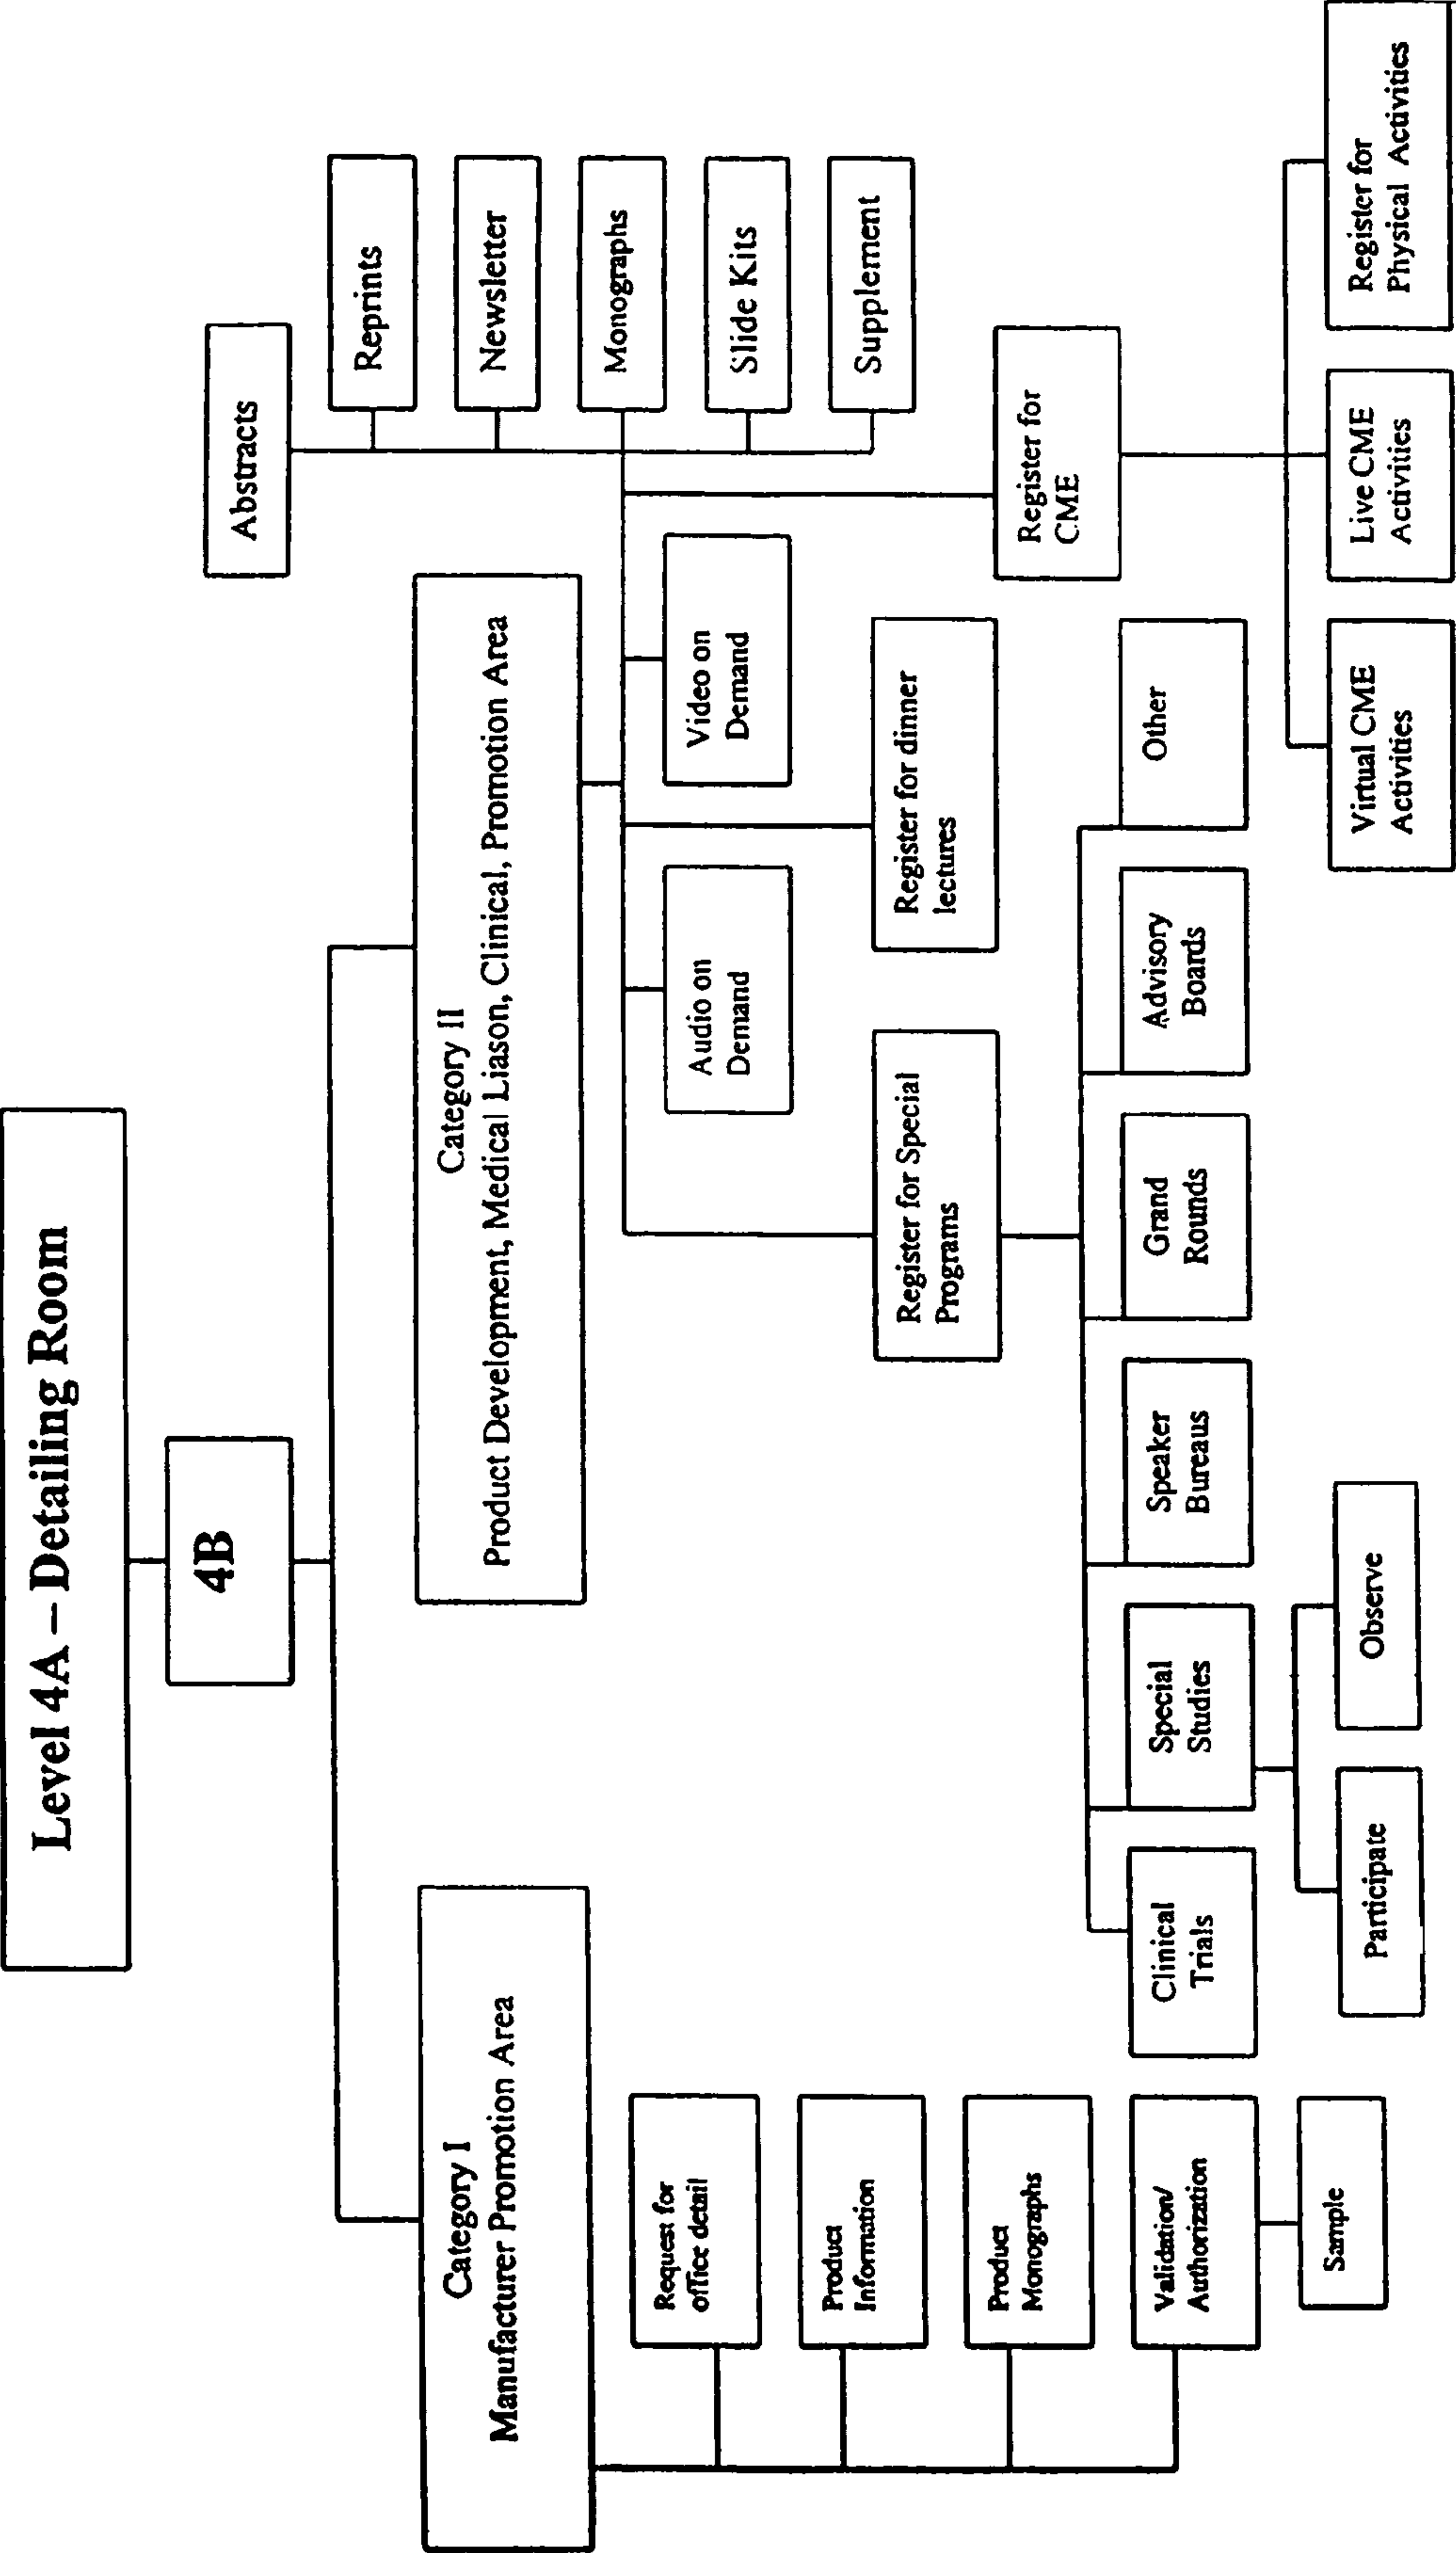 Level 4A – Detailing Room
4B
Category I
Manufacturer Promotion Area
Category II
Product Development, Medical Liason, Clinical, Promotion Area
Abstracts
Reprints
Newsletter
Monographs
Slide Kits
Supplement
Request for
office detail
Product
Information
Product
Monographs
Validation/
Authorization
Sample
Audio on
Demand
Video on
Demand
Register for Special
Programs
Register for dinner
lectures
Register for
CME
Clinical
Trials
Special
Studies
Speaker
Bureaus
Grand
Rounds
Advisory
Boards
Other
Participate
Observe
Virtual CME
Activities
Live CME
Activities
Register for
Physical Activities